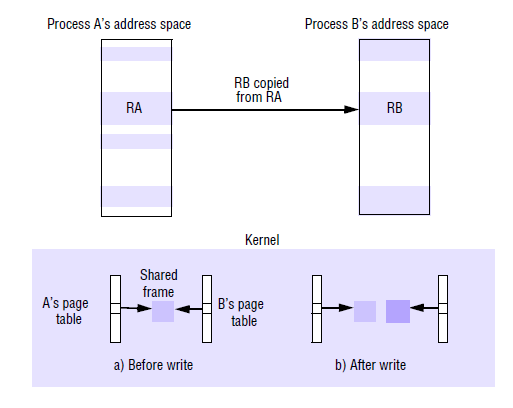 Process A's address space
Process B's address space
RB copied
from RA
RA
RB
Kernel
Shared
frame
A's page
table
B's page
table
a) Before write
b) After write